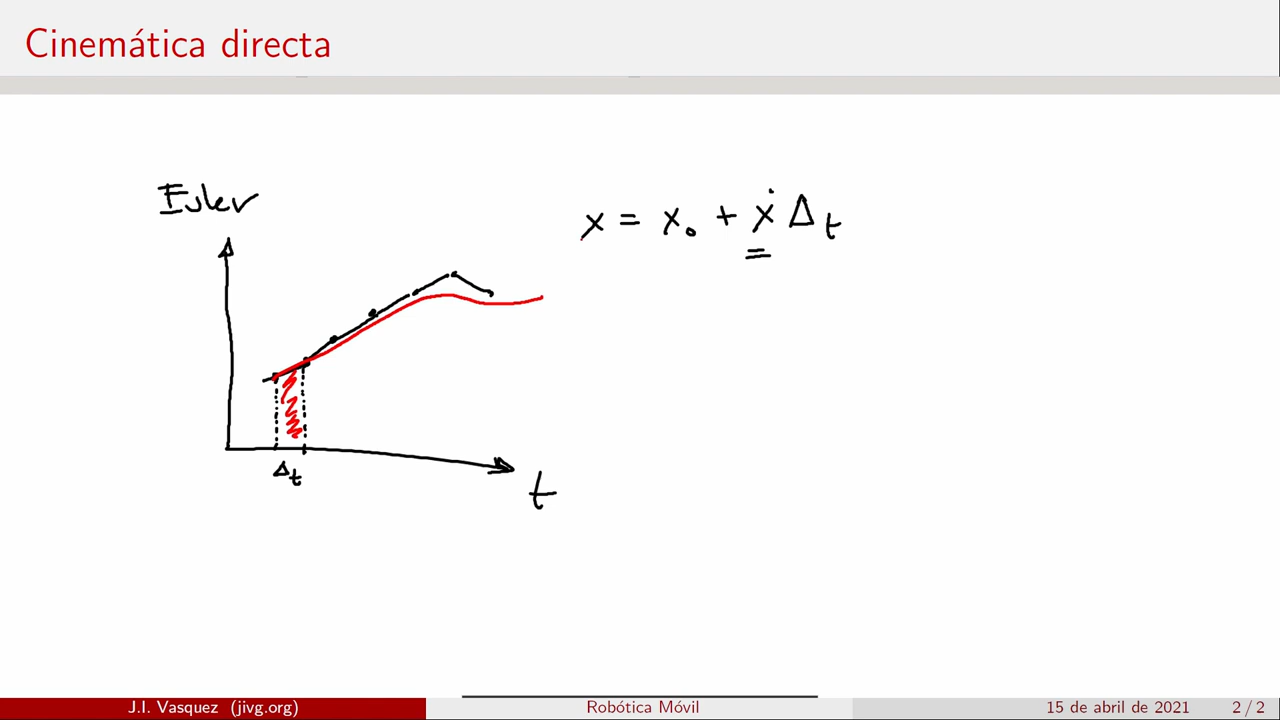 Cinemática directa
Euler
x = x₀ + ẋ Δt
Δt
t
J.I. Vasquez (jivg.org)
Robótica Móvil
15 de abril de 2021
2 / 2